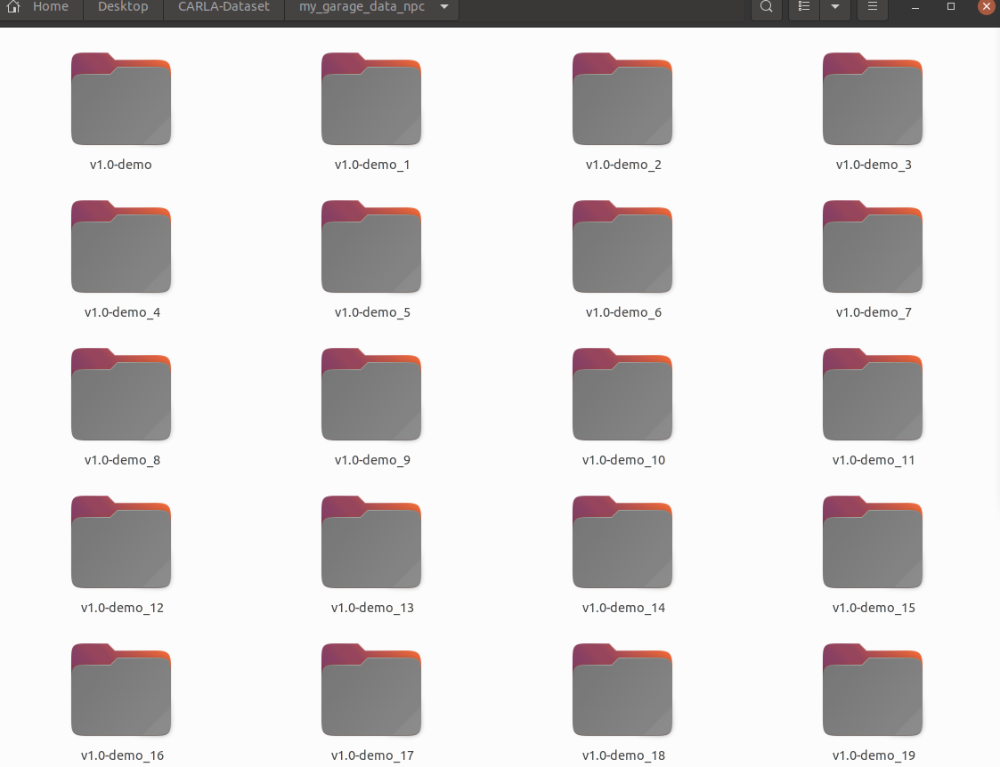 Home Desktop CARLA-Dataset my_garage_data_npc
v1.0-demo v1.0-demo_1 v1.0-demo_2 v1.0-demo_3
v1.0-demo_4 v1.0-demo_5 v1.0-demo_6 v1.0-demo_7
v1.0-demo_8 v1.0-demo_9 v1.0-demo_10 v1.0-demo_11
v1.0-demo_12 v1.0-demo_13 v1.0-demo_14 v1.0-demo_15
v1.0-demo_16 v1.0-demo_17 v1.0-demo_18 v1.0-demo_19